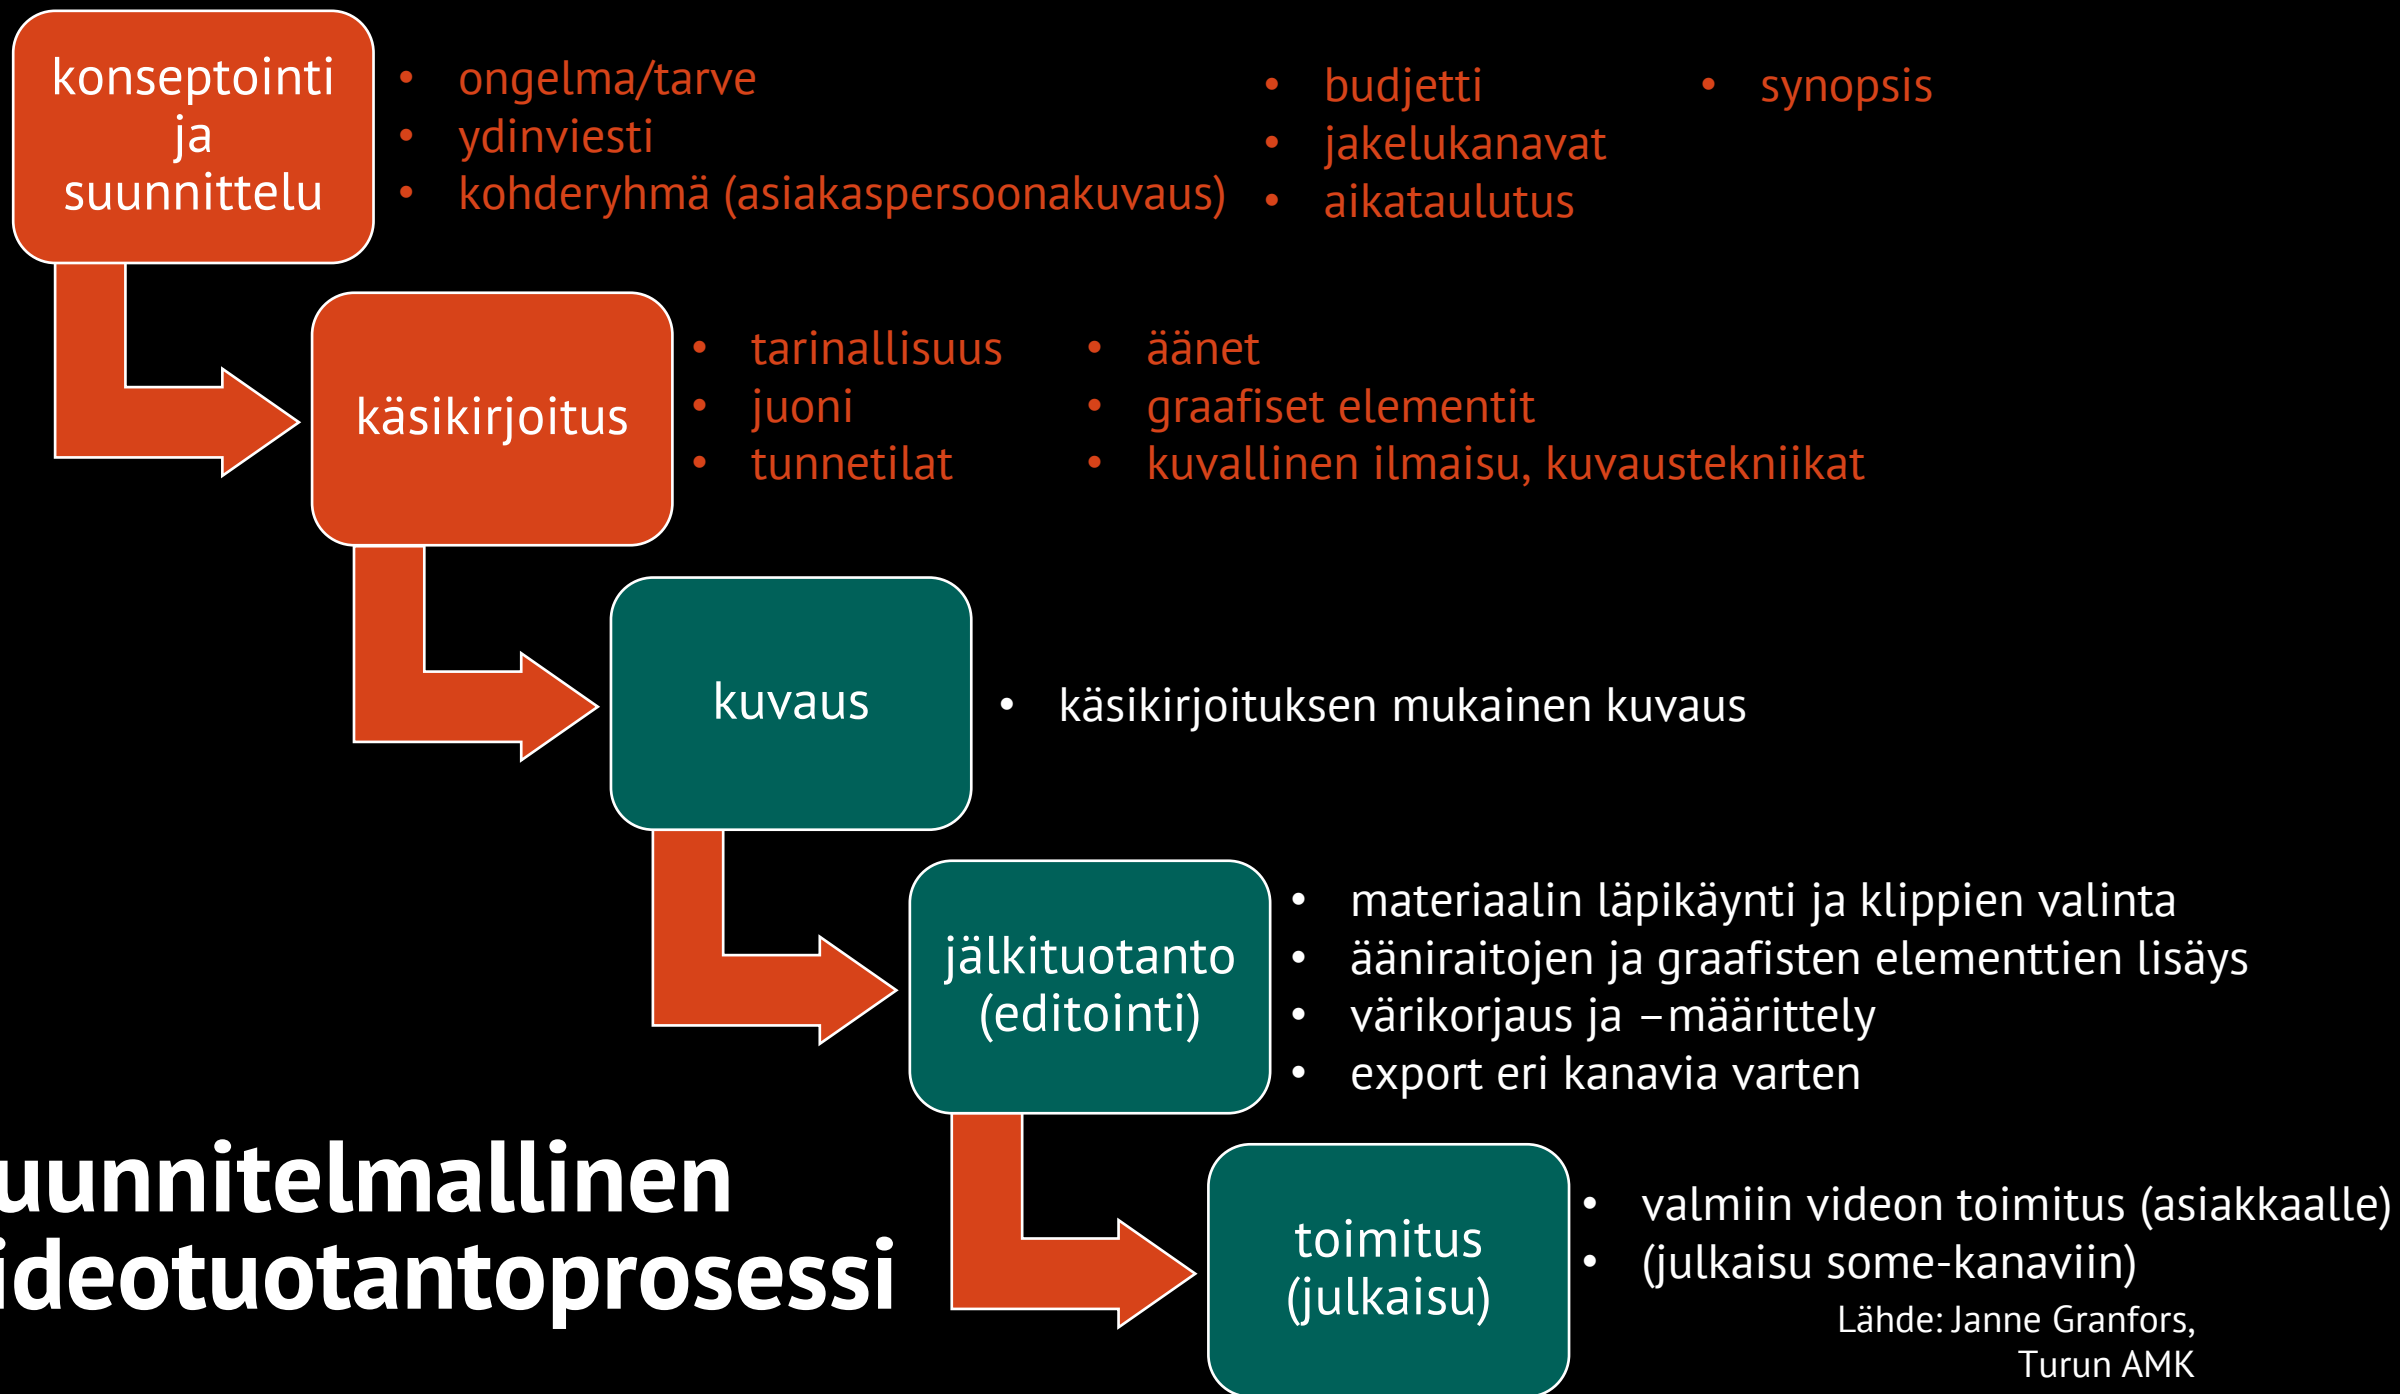 konseptointi
ja
suunnittelu
• ongelma/tarve
• ydinviesti
• kohderyhmä (asiakaspersoonakuvaus)
• budjetti
• jakelukanavat
• aikataulutus
• synopsis
käsikirjoitus
• tarinallisuus
• juoni
• tunnetilat
• äänet
• graafiset elementit
• kuvallinen ilmaisu, kuvaustekniikat
kuvaus
• käsikirjoituksen mukainen kuvaus
jälkituotanto
(editointi)
• materiaalin läpikäynti ja klippien valinta
• ääniraitojen ja graafisten elementtien lisäys
• värikorjaus ja –määrittely
• export eri kanavia varten
toimitus
(julkaisu)
• valmiin videon toimitus (asiakkaalle)
• (julkaisu some-kanaviin)
uunnitelmallinen
ideotuotantoprosessi
Lähde: Janne Granfors,
Turun AMK